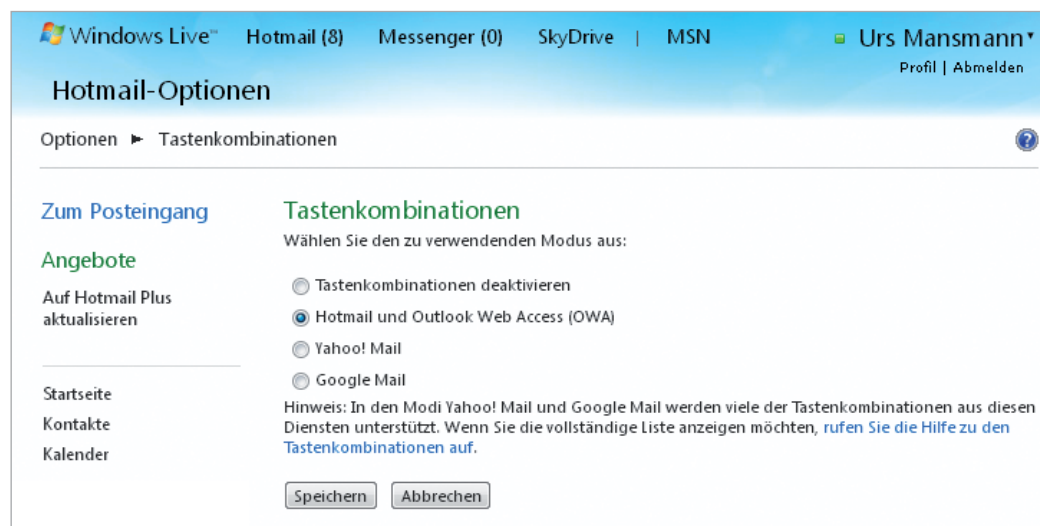 Windows Live™ Hotmail (8) Messenger (0) SkyDrive | MSN Urs Mansmann
Profil | Abmelden
Hotmail-Optionen
Optionen ► Tastenkombinationen ?
Zum Posteingang
Angebote
Auf Hotmail Plus
aktualisieren
Startseite
Kontakte
Kalender
Tastenkombinationen
Wählen Sie den zu verwendenden Modus aus:
Tastenkombinationen deaktivieren
Hotmail und Outlook Web Access (OWA)
Yahoo! Mail
Google Mail
Hinweis: In den Modi Yahoo! Mail und Google Mail werden viele der Tastenkombinationen aus diesen
Diensten unterstützt. Wenn Sie die vollständige Liste anzeigen möchten, rufen Sie die Hilfe zu den
Tastenkombinationen auf.
Speichern Abbrechen